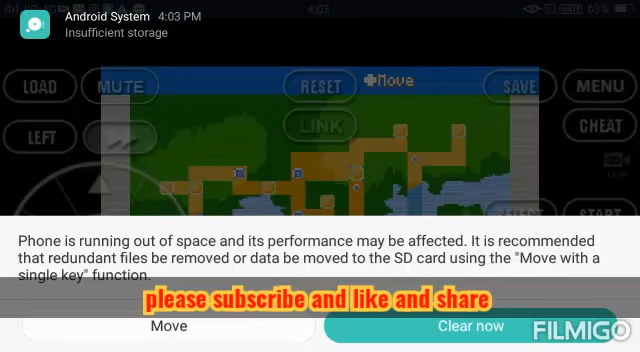 Android System 4:03 PM
Insufficient storage
4:03
63%
LOAD
MUTE
RESET
Move
SAVE
MENU
LEFT
LINK
CHEAT
SELECT
START
Phone is running out of space and its performance may be affected. It is recommended
that redundant files be removed or data be moved to the SD card using the "Move with a
single key" function.
please subscribe and like and share
Move
Clear now
FILMIGO